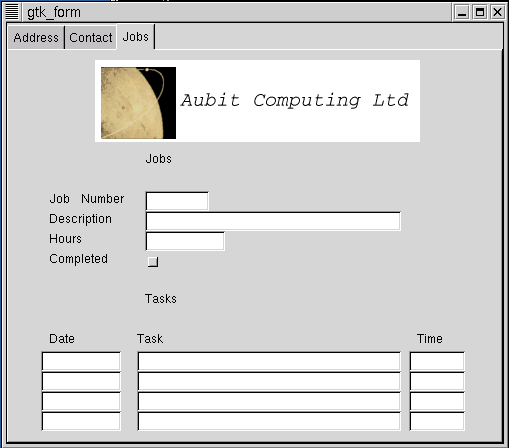 gtk_form
Address Contact Jobs
Aubit Computing Ltd
Jobs
Job Number
Description
Hours
Completed
Tasks
Date Task Time